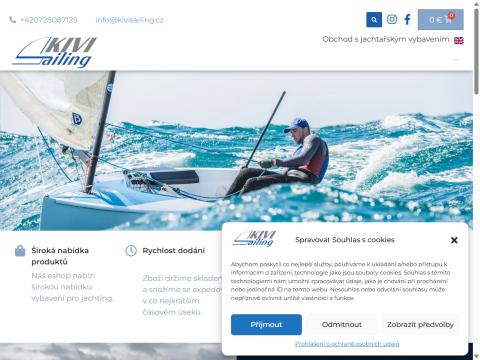 +420728087125
info@kivisailing.cz
0 €
0
KIVI
Sailing
Obchod s jachtařským vybavením
Široká nabídka
produktů
Náš eshop nabízí
širokou nabídku
vybavení pro jachting.
Rychlost dodání
Zboží držíme skladem
a snažíme se expedovat
v co nejkratším
časovém úseku.
KIVI
Sailing
Spravovat Souhlas s cookies
Abychom poskytli co nejlepší služby, používáme k ukládání a/nebo přístupu k
informacím o zařízení, technologie jako jsou soubory cookies. Souhlas s těmito
technologiemi nám umožní zpracovávat údaje, jako je chování při procházení
nebo jedinečná ID na tomto webu. Nesouhlas nebo odvolání souhlasu může
nepříznivě ovlivnit určité vlastnosti a funkce.
Příjmout
Odmítnout
Zobrazit předvolby
Prohlášení o ochraně osobních údajů